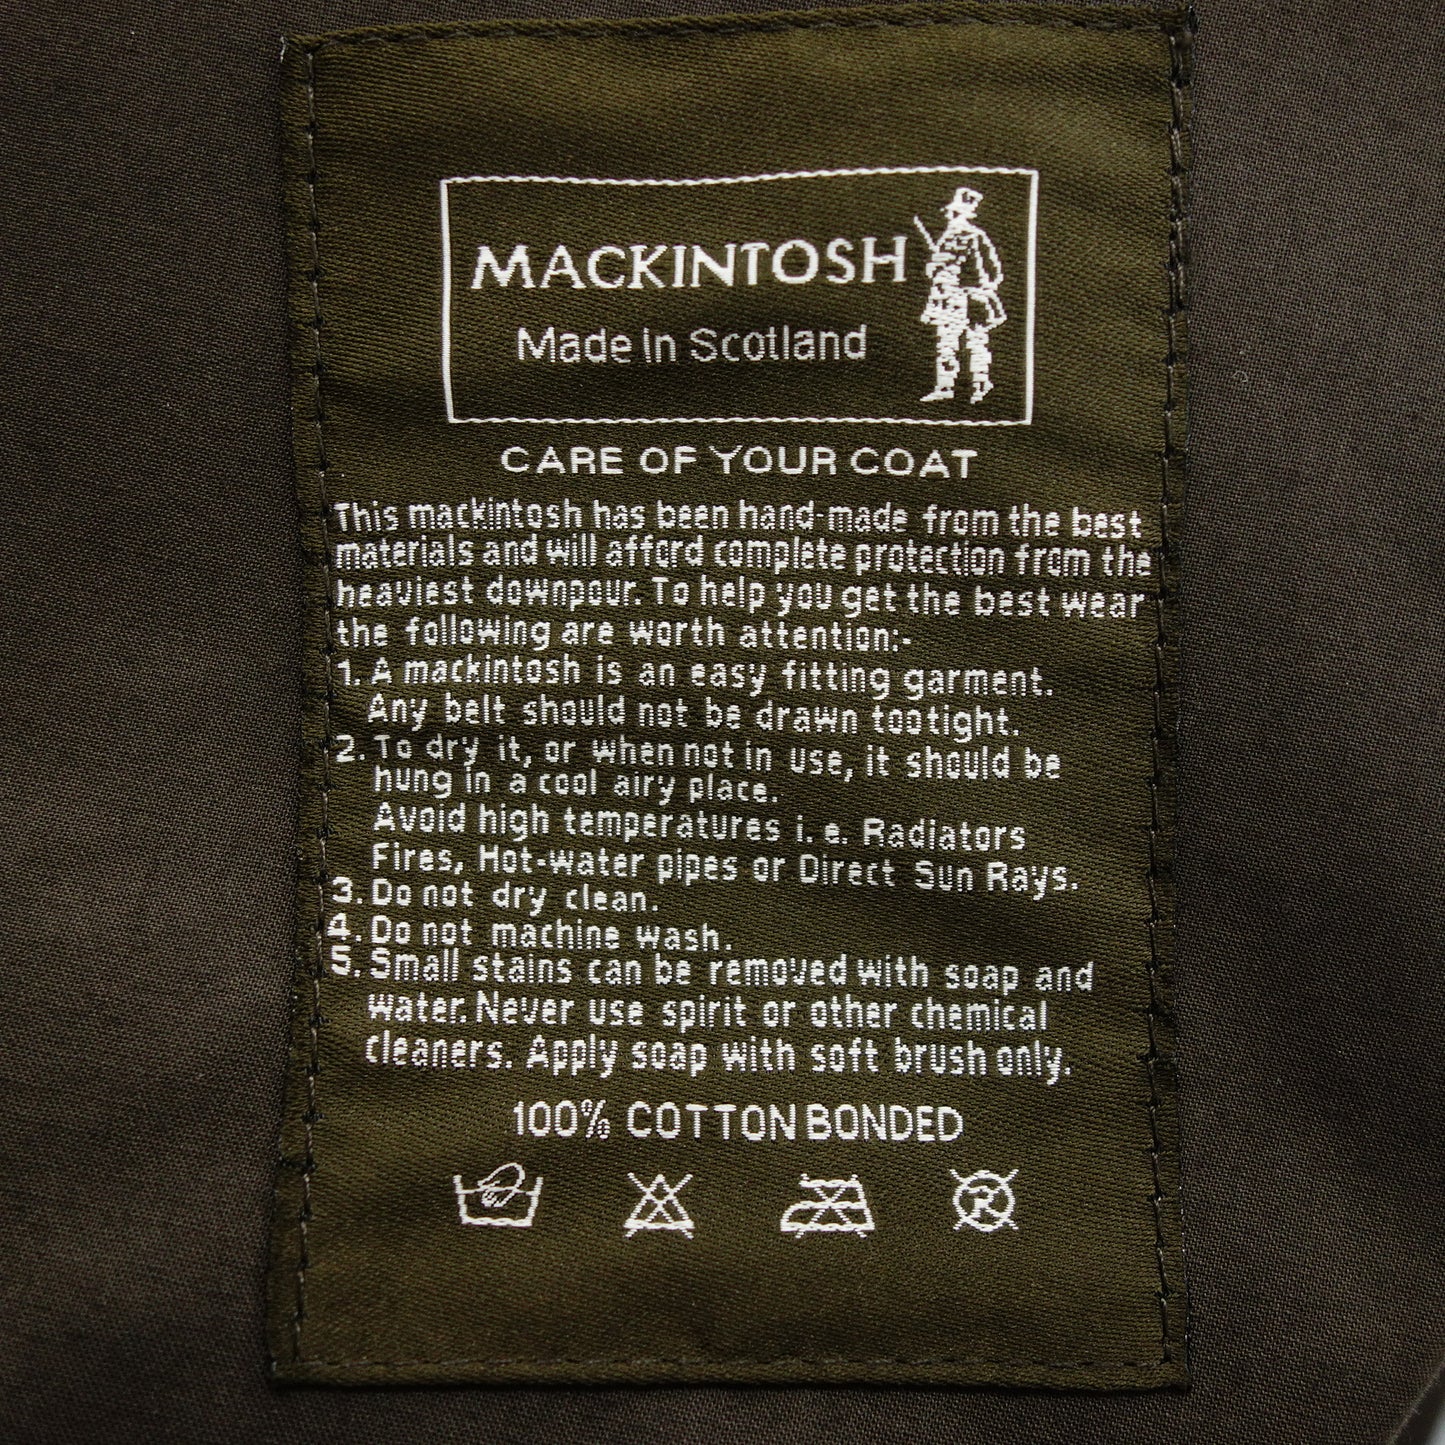 MACKINTOSH
Made In Scotland
CARE OF YOUR COAT
This mackintosh has been hand-made from the best
materials and will afford complete protection from the
heaviest downpour. To help you get the best wear
the following are worth attention:-
1. A mackintosh is an easy fitting garment.
Any belt should not be drawn too tight.
2. To dry it, or when not in use, it should be
hung in a cool airy place.
Avoid high temperatures i.e. Radiators
Fires, Hot-water pipes or Direct Sun Rays.
3. Do not dry clean.
4. Do not machine wash.
5. Small stains can be removed with soap and
water. Never use spirit or other chemical
cleaners. Apply soap with soft brush only.
100% COTTON BONDED
R